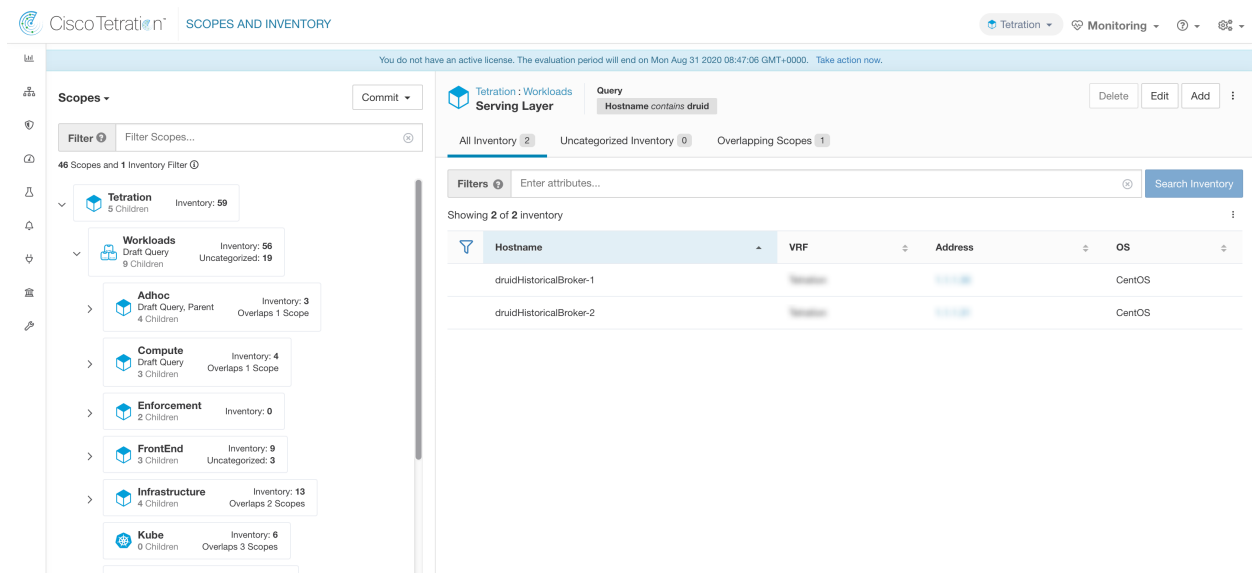 Cisco Tetration™ SCOPES AND INVENTORY
Tetration
Monitoring
You do not have an active license. The evaluation period will end on Mon Aug 31 2020 08:47:06 GMT+0000. Take action now.
Scopes
Commit
Filter
Filter Scopes...
46 Scopes and 1 Inventory Filter
Tetration
5 Children
Inventory: 59
Workloads
Draft Query
9 Children
Inventory: 56
Uncategorized: 19
Adhoc
Draft Query, Parent
4 Children
Inventory: 3
Overlaps 1 Scope
Compute
Draft Query
3 Children
Inventory: 4
Overlaps 1 Scope
Enforcement
2 Children
Inventory: 0
FrontEnd
3 Children
Inventory: 9
Uncategorized: 3
Infrastructure
4 Children
Inventory: 13
Overlaps 2 Scopes
Kube
0 Children
Inventory: 6
Overlaps 3 Scopes
Tetration : Workloads
Serving Layer
Query
Hostname contains druid
Delete
Edit
Add
All Inventory 2
Uncategorized Inventory 0
Overlapping Scopes 1
Filters
Enter attributes...
Search Inventory
Showing 2 of 2 inventory
Hostname VRF Address OS
druidHistoricalBroker-1 CentOS
druidHistoricalBroker-2 CentOS